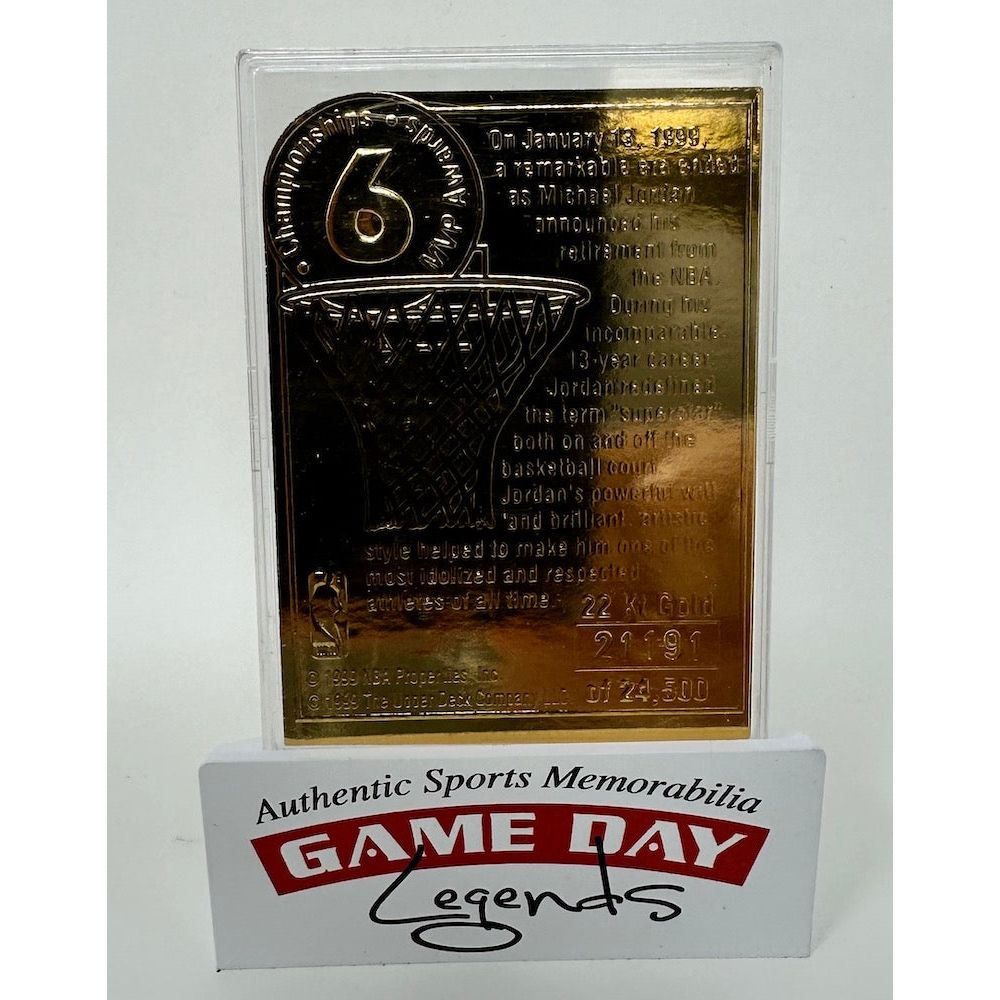 • Championships • MVP Awards
6
On January 13, 1999,
a remarkable era ended
as Michael Jordan
announced his
retirement from
the NBA.
During his
incomparable
13-year career
Jordan redefined
the term "superstar"
both on and off the
basketball court.
Jordan's powerful will
and brilliant, artistic
style helped to make him one of the
most idolized and respected
athletes of all time.
22 Kt Gold
21191
of 24,500
© 1999 NBA Properties, Inc.
© 1999 The Upper Deck Company, LLC
Authentic Sports Memorabilia
GAME DAY
Legends